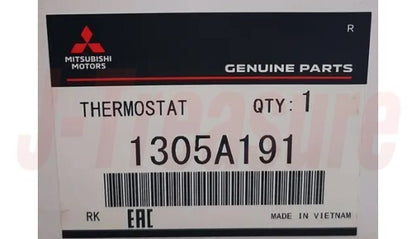 R
MITSUBISHI
MOTORS
GENUINE PARTS
THERMOSTAT QTY: 1
1305A191
J-Treasure
RK EAC MADE IN VIETNAM